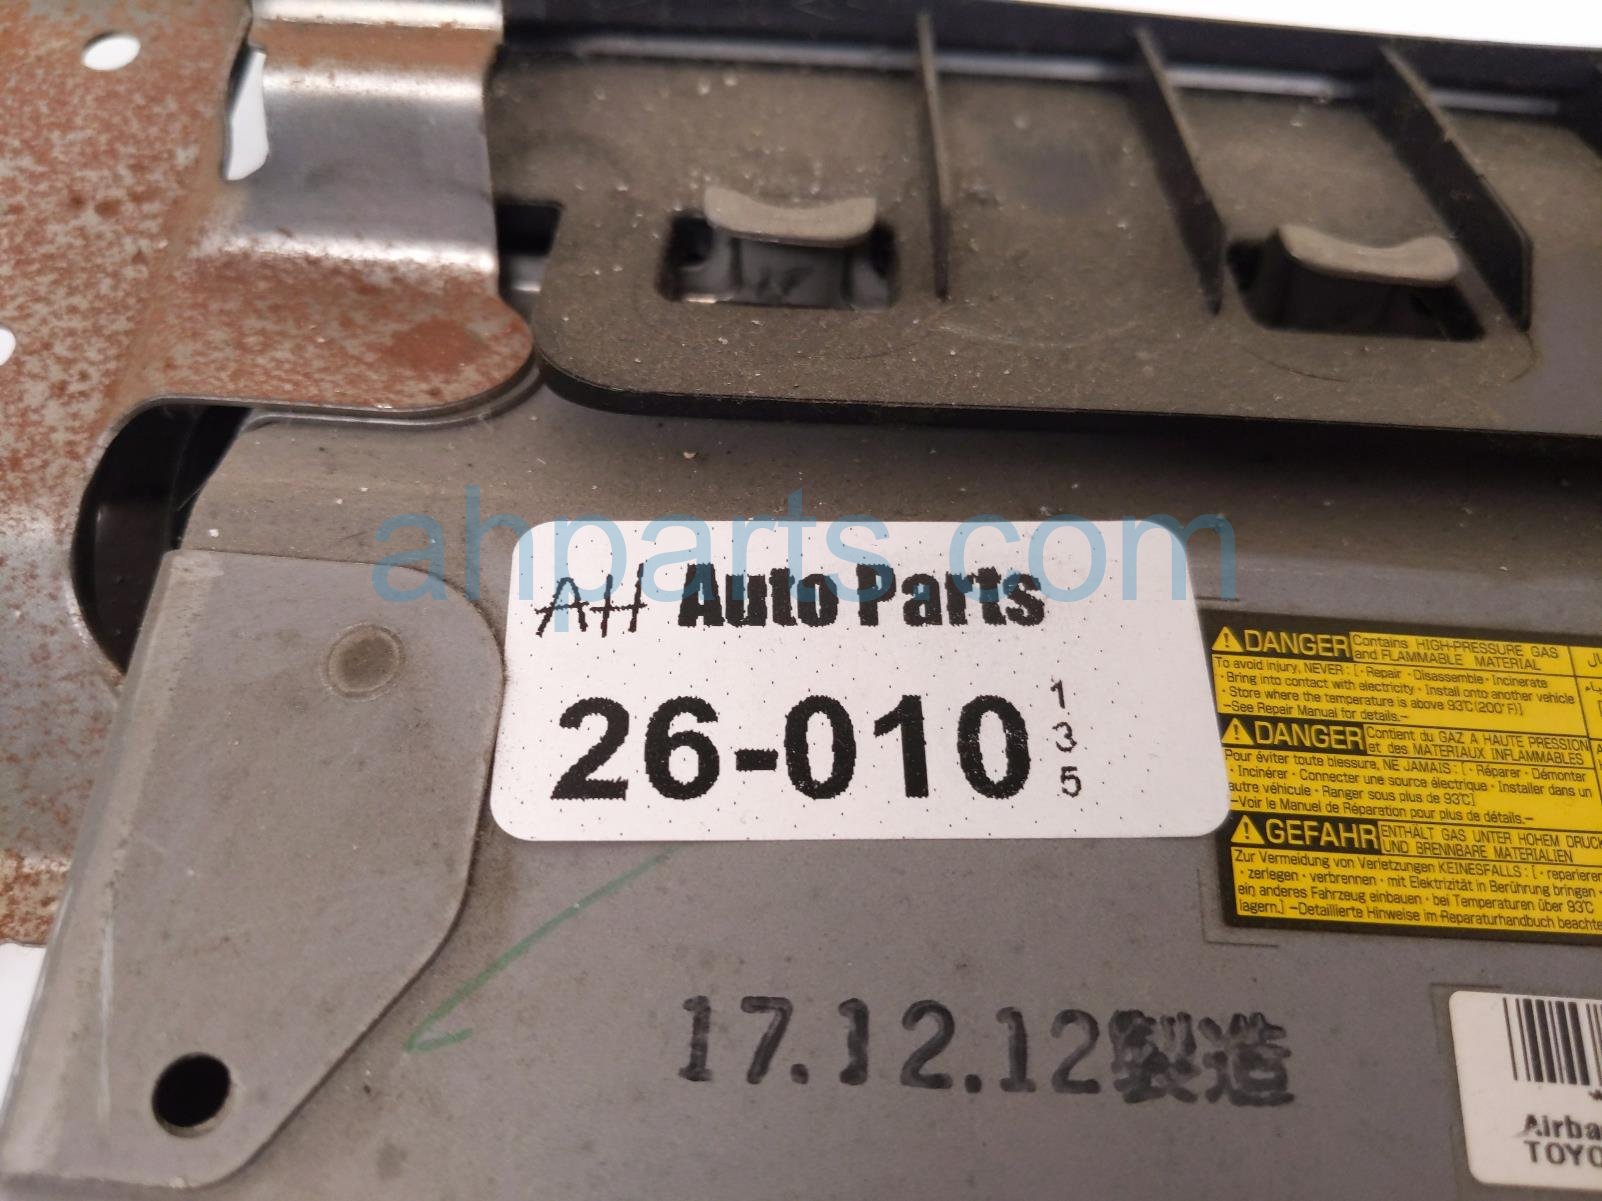 ahparts.com
AH Auto Parts
26-010
1
3
5
DANGER Contains HIGH-PRESSURE GAS
and FLAMMABLE MATERIAL
To avoid injury, NEVER : [ · Repair · Disassemble · Incinerate
· Bring into contact with electricity · Install onto another vehicle
· Store where the temperature is above 93℃(200℉)]
-See Repair Manual for details.-
DANGER Contient du GAZ A HAUTE PRESSION
et des MATERIAUX INFLAMMABLES
Pour éviter toute blessure, NE JAMAIS : [ · Réparer · Démonter
· Incinérer · Connecter une source électrique · Installer dans un
autre véhicule · Ranger sous plus de 93℃]
-Voir le Manuel de Réparation pour plus de détails.-
GEFAHR ENTHÄLT GAS UNTER HOHEM DRUCK
UND BRENNBARE MATERIALIEN
Zur Vermeidung von Verletzungen KEINESFALLS : [ · reparieren
· zerlegen · verbrennen · mit Elektrizität in Berührung bringen ·
ein anderes Fahrzeug einbauen · bei Temperaturen über 93℃
lagern.] -Detaillierte Hinweise im Reparaturhandbuch beachte
17.12.12製造
Airba
TOYO